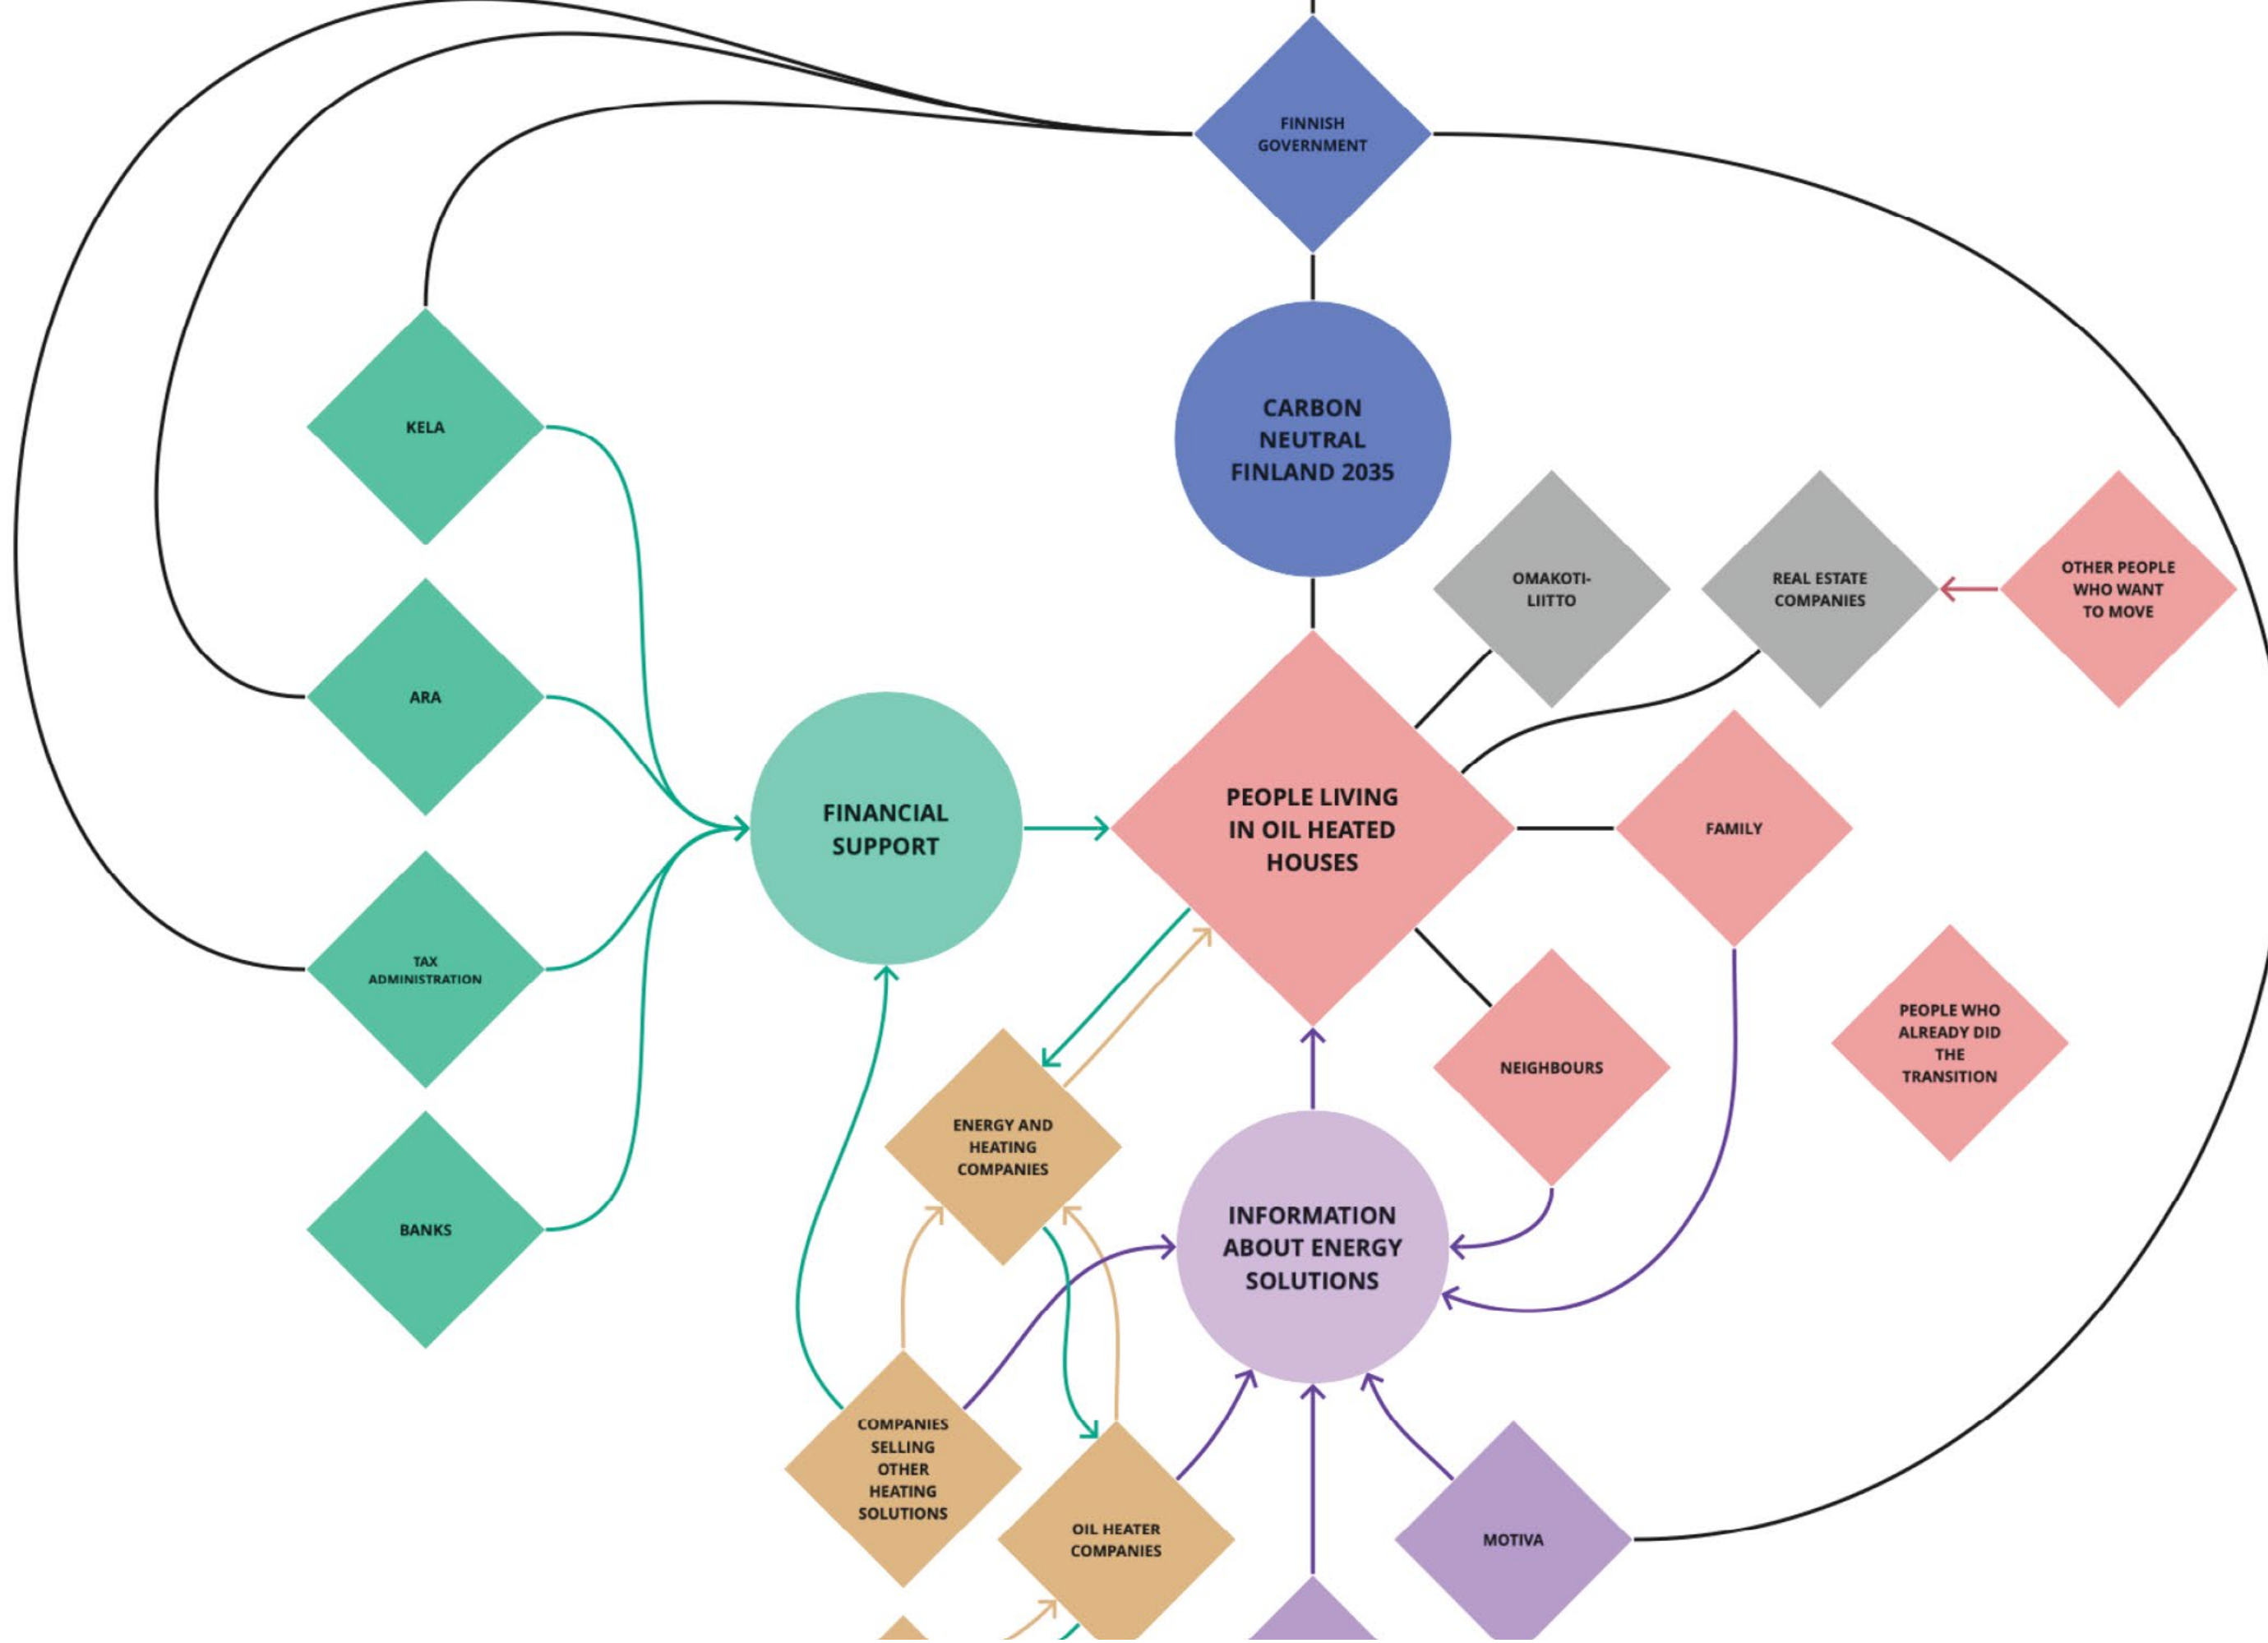 FINNISH
GOVERNMENT
CARBON
NEUTRAL
FINLAND 2035
KELA
OMAKOTI-
LIITTO
REAL ESTATE
COMPANIES
OTHER PEOPLE
WHO WANT
TO MOVE
ARA
FINANCIAL
SUPPORT
PEOPLE LIVING
IN OIL HEATED
HOUSES
FAMILY
TAX
ADMINISTRATION
NEIGHBOURS
PEOPLE WHO
ALREADY DID
THE
TRANSITION
ENERGY AND
HEATING
COMPANIES
BANKS
INFORMATION
ABOUT ENERGY
SOLUTIONS
COMPANIES
SELLING
OTHER
HEATING
SOLUTIONS
OIL HEATER
COMPANIES
MOTIVA